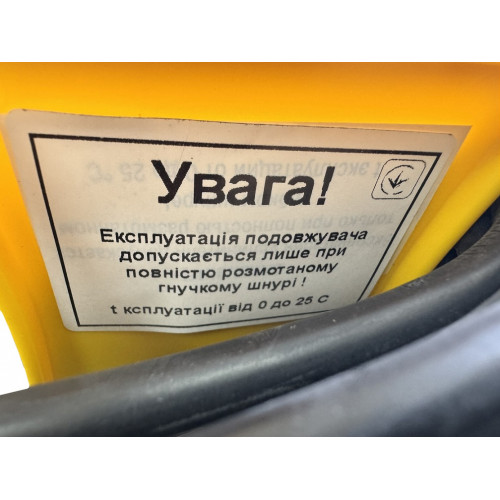 Увага!
Експлуатація подовжувача
допускається лише при
повністю розмотаному
гнучкому шнурі !
t ксплуатації від 0 до 25 С